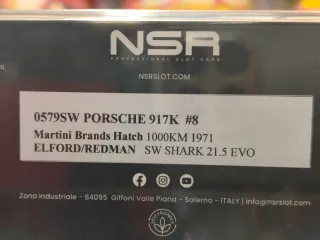 NSR
PROFESSIONAL SLOT CARS
NSRSLOT.COM
0579SW PORSCHE 917K #8
Martini Brands Hatch 1000KM 1971
ELFORD/REDMAN SW SHARK 21.5 EVO
Zona Industriale - 84095 Giffoni Valle Piana - Salerno - ITALY | info@nsrslot.com